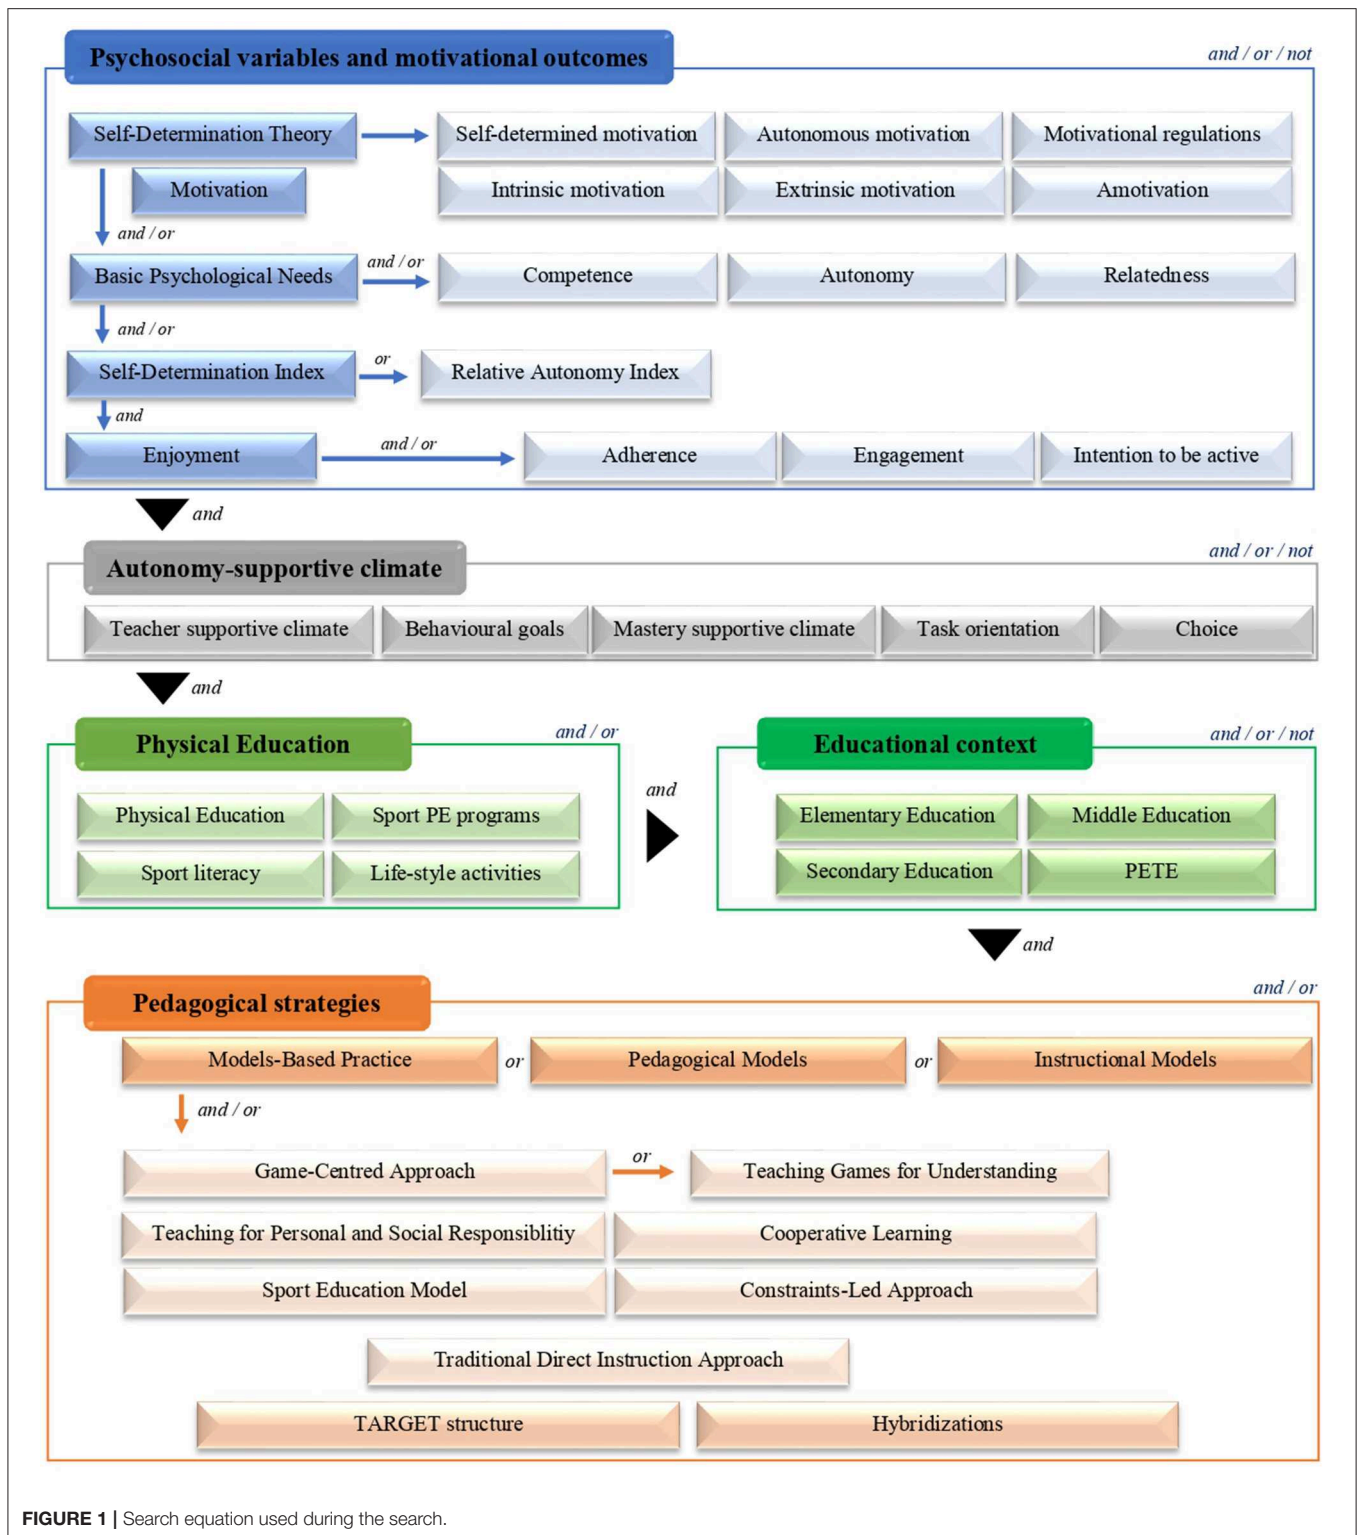 Psychosocial variables and motivational outcomes
and / or / not
Self-Determination Theory
Self-determined motivation
Autonomous motivation
Motivational regulations
Motivation
Intrinsic motivation
Extrinsic motivation
Amotivation
and / or
Basic Psychological Needs
and / or
Competence
Autonomy
Relatedness
and / or
Self-Determination Index
or
Relative Autonomy Index
and
Enjoyment
and / or
Adherence
Engagement
Intention to be active
and
Autonomy-supportive climate
and / or / not
Teacher supportive climate
Behavioural goals
Mastery supportive climate
Task orientation
Choice
and
Physical Education
and / or
Physical Education
Sport PE programs
Sport literacy
Life-style activities
and
Educational context
and / or / not
Elementary Education
Middle Education
Secondary Education
PETE
and
Pedagogical strategies
and / or
Models-Based Practice
or
Pedagogical Models
or
Instructional Models
and / or
Game-Centred Approach
or
Teaching Games for Understanding
Teaching for Personal and Social Responsiblitiy
Cooperative Learning
Sport Education Model
Constraints-Led Approach
Traditional Direct Instruction Approach
TARGET structure
Hybridizations
FIGURE 1 | Search equation used during the search.